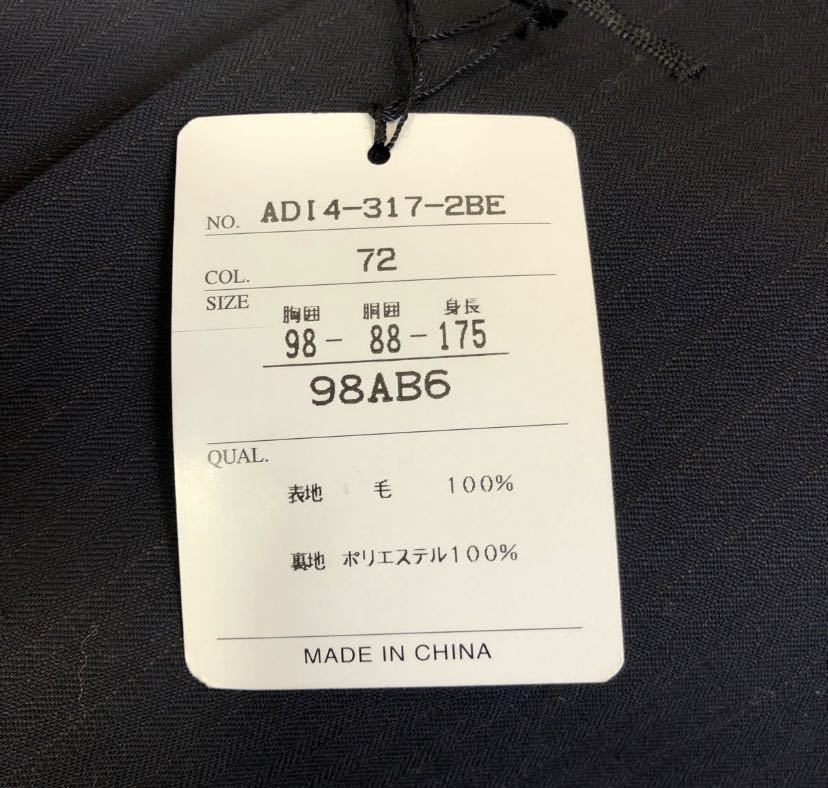 NO. ADI4-317-2BE
COL. 72
SIZE 胸囲 胴囲 身長
98- 88-175
98AB6
QUAL.
表地 毛 100%
裏地 ポリエステル100%
MADE IN CHINA